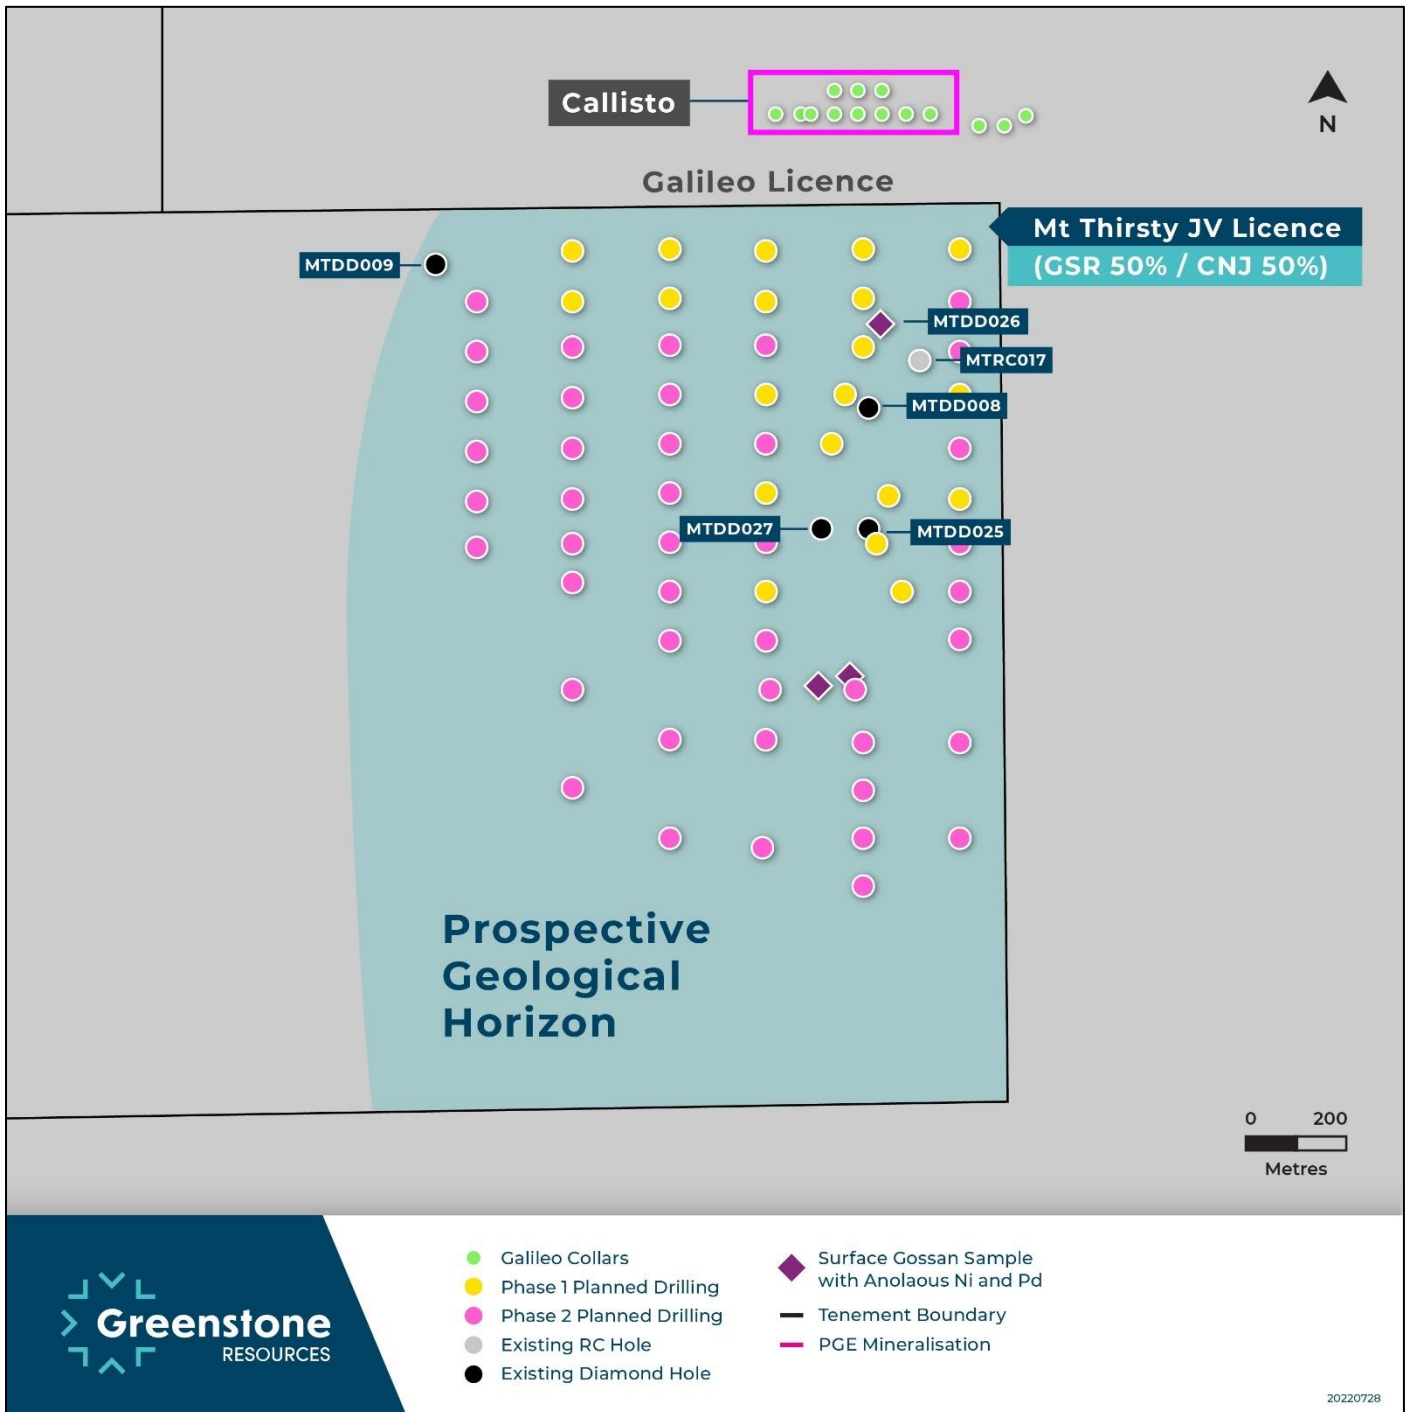 Callisto
N
Galileo Licence
Mt Thirsty JV Licence
(GSR 50% / CNJ 50%)
MTDD009
MTDD026
MTRC017
MTDD008
MTDD027
MTDD025
Prospective
Geological
Horizon
0 200
Metres
Greenstone
RESOURCES
Galileo Collars
Phase 1 Planned Drilling
Phase 2 Planned Drilling
Existing RC Hole
Existing Diamond Hole
Surface Gossan Sample
with Anolaous Ni and Pd
Tenement Boundary
PGE Mineralisation
20220728